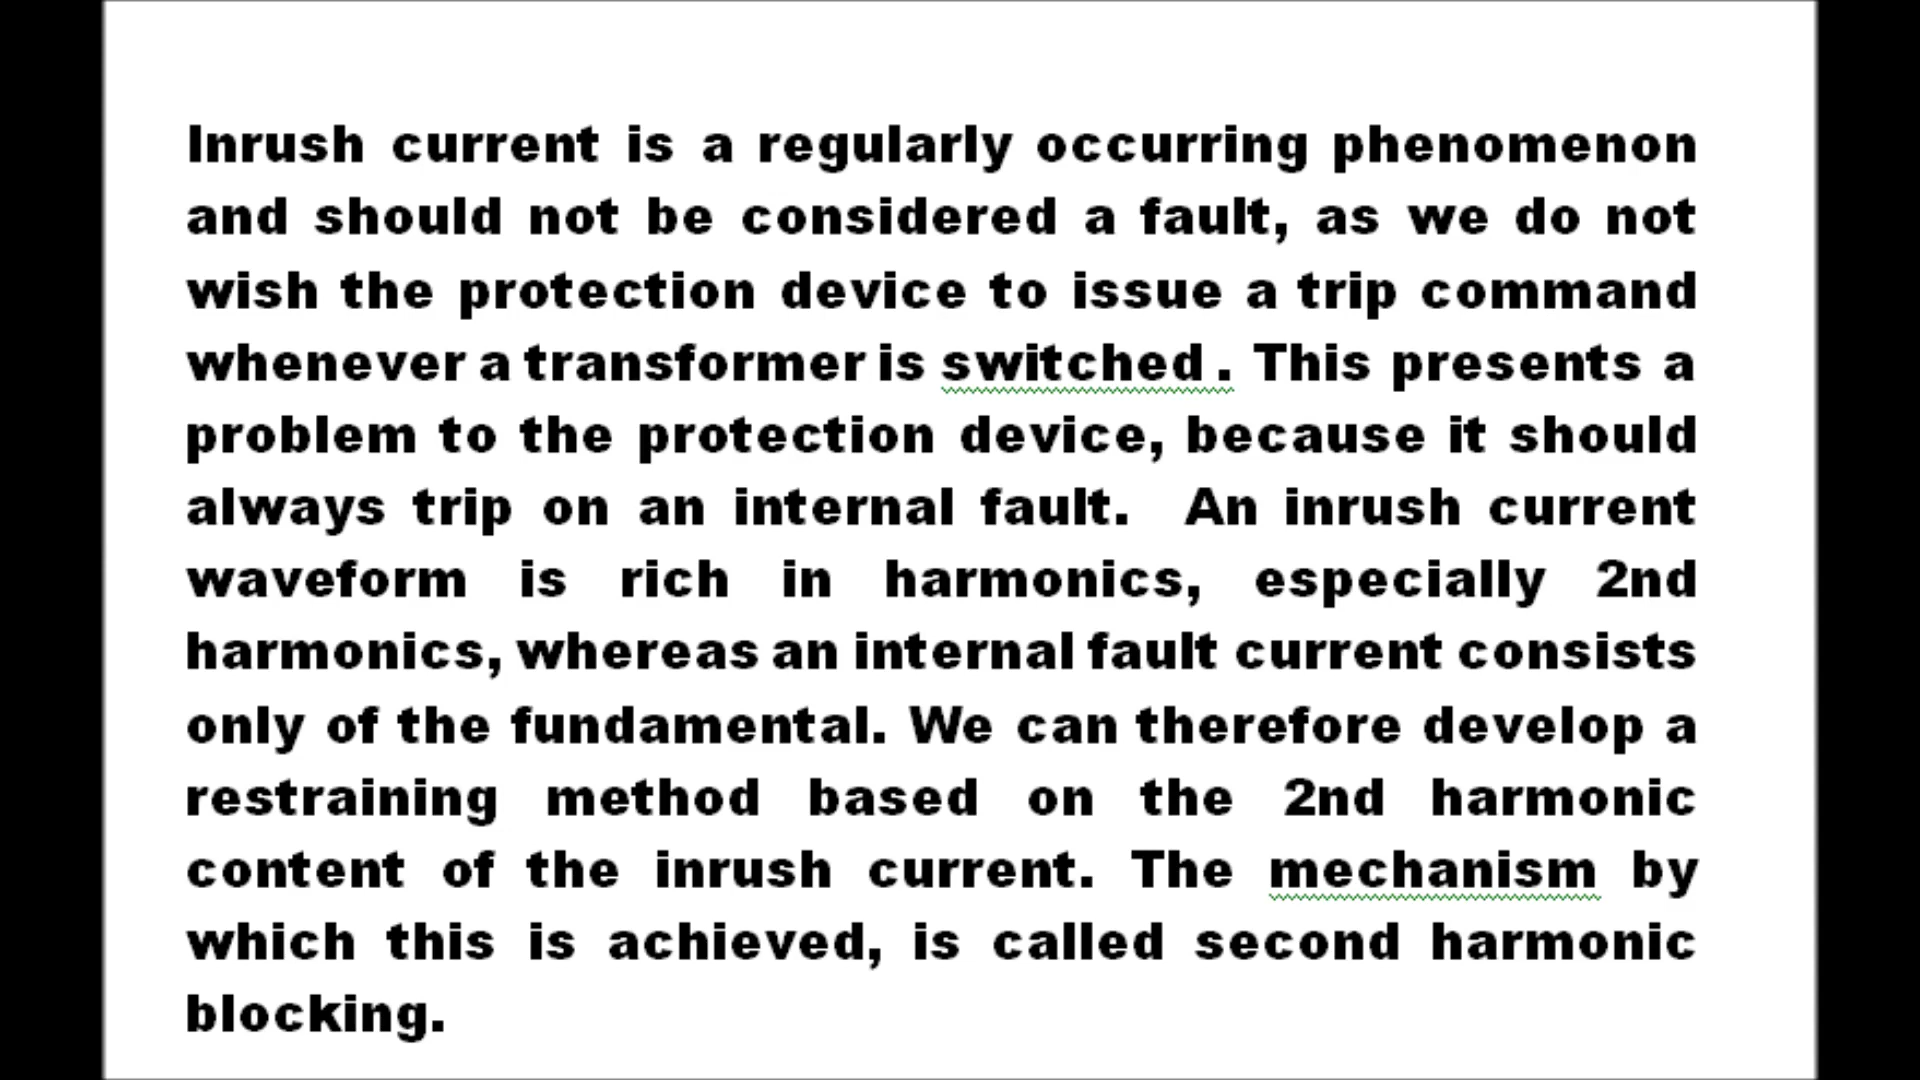 Inrush current is a regularly occurring phenomenon
and should not be considered a fault, as we do not
wish the protection device to issue a trip command
whenever a transformer is switched . This presents a
problem to the protection device, because it should
always trip on an internal fault.  An inrush current
waveform is rich in harmonics, especially 2nd
harmonics, whereas an internal fault current consists
only of the fundamental. We can therefore develop a
restraining method based on the 2nd harmonic
content of the inrush current. The mechanism by
which this is achieved, is called second harmonic
blocking.